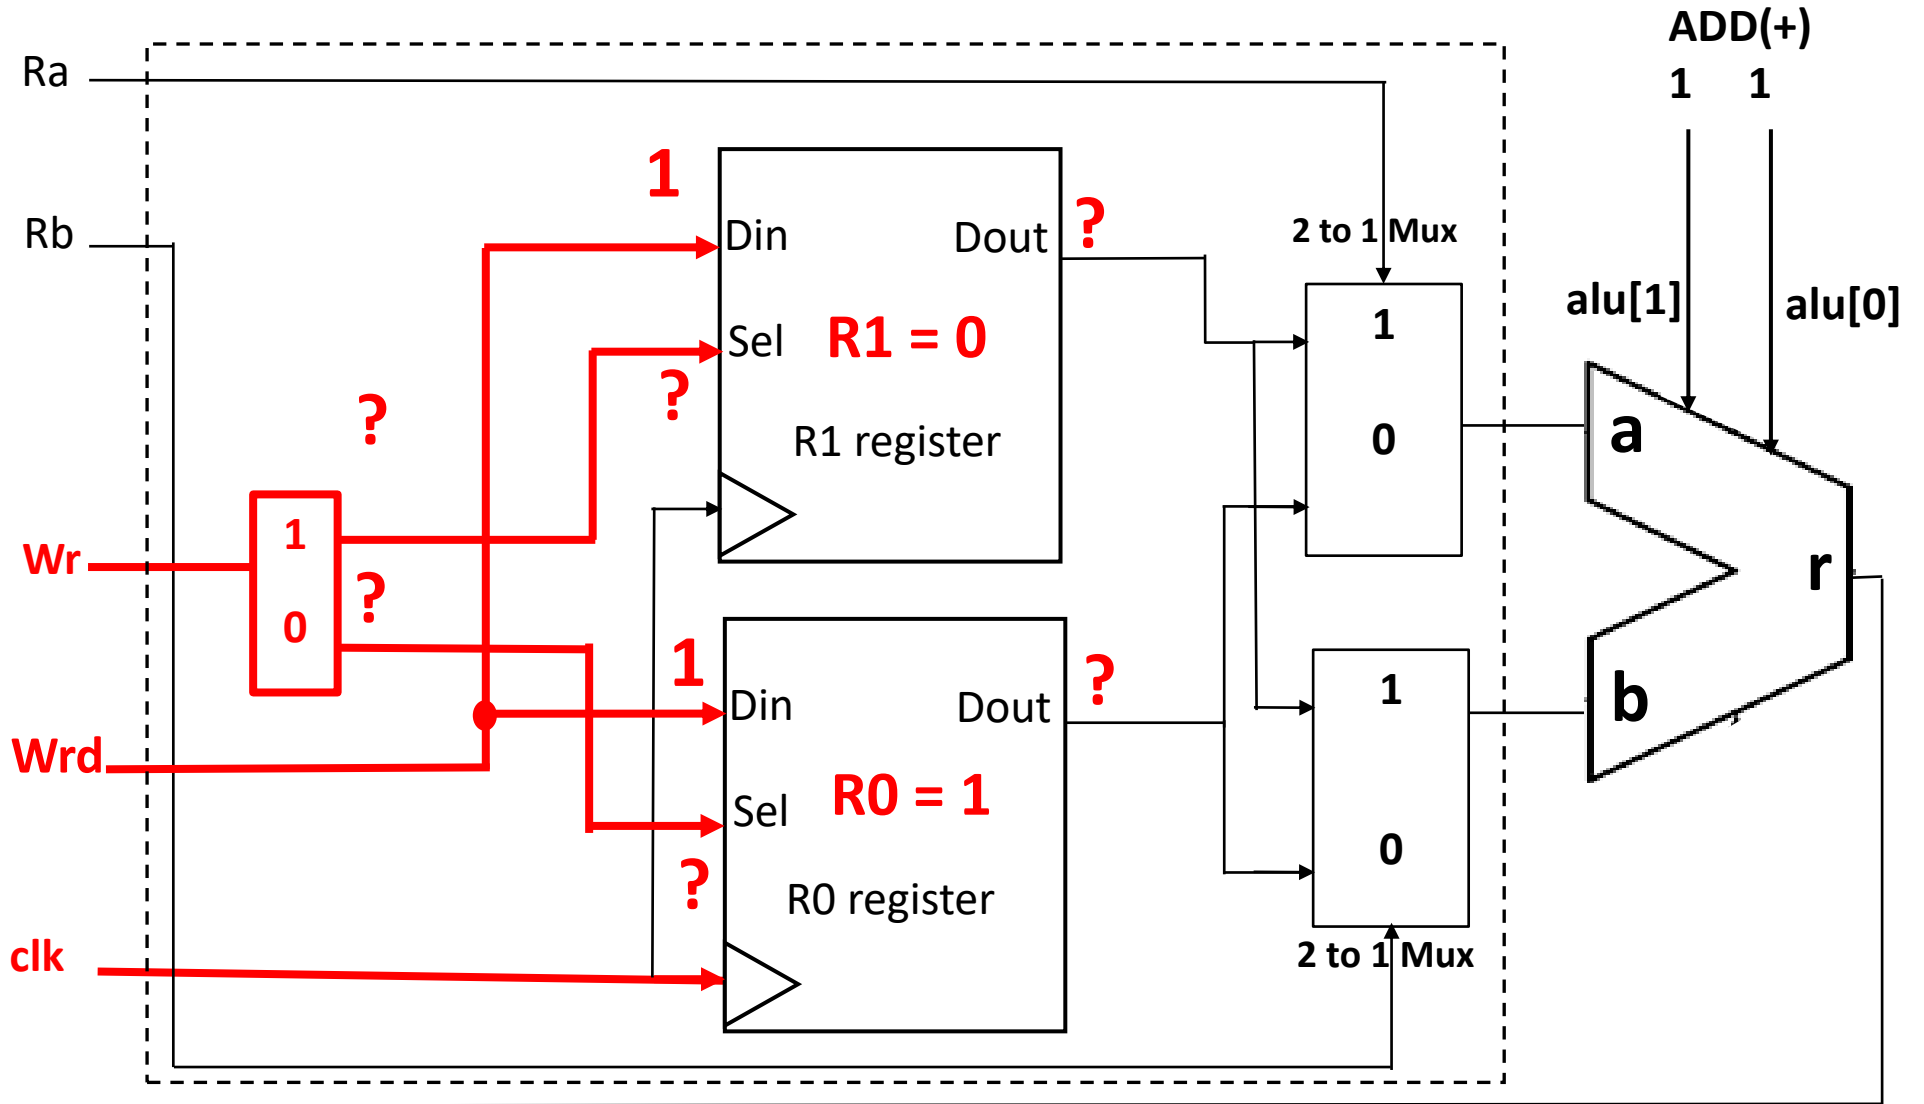 ADD(+)
1 1
Ra
1
Rb
Din
Dout
?
2 to 1 Mux
alu[1]
alu[0]
Sel
R1 = 0
1
?
?
R1 register
0
a
Wr
1
?
0
r
1
Din
Dout
?
1
b
Wrd
Sel
R0 = 1
0
?
R0 register
clk
2 to 1 Mux